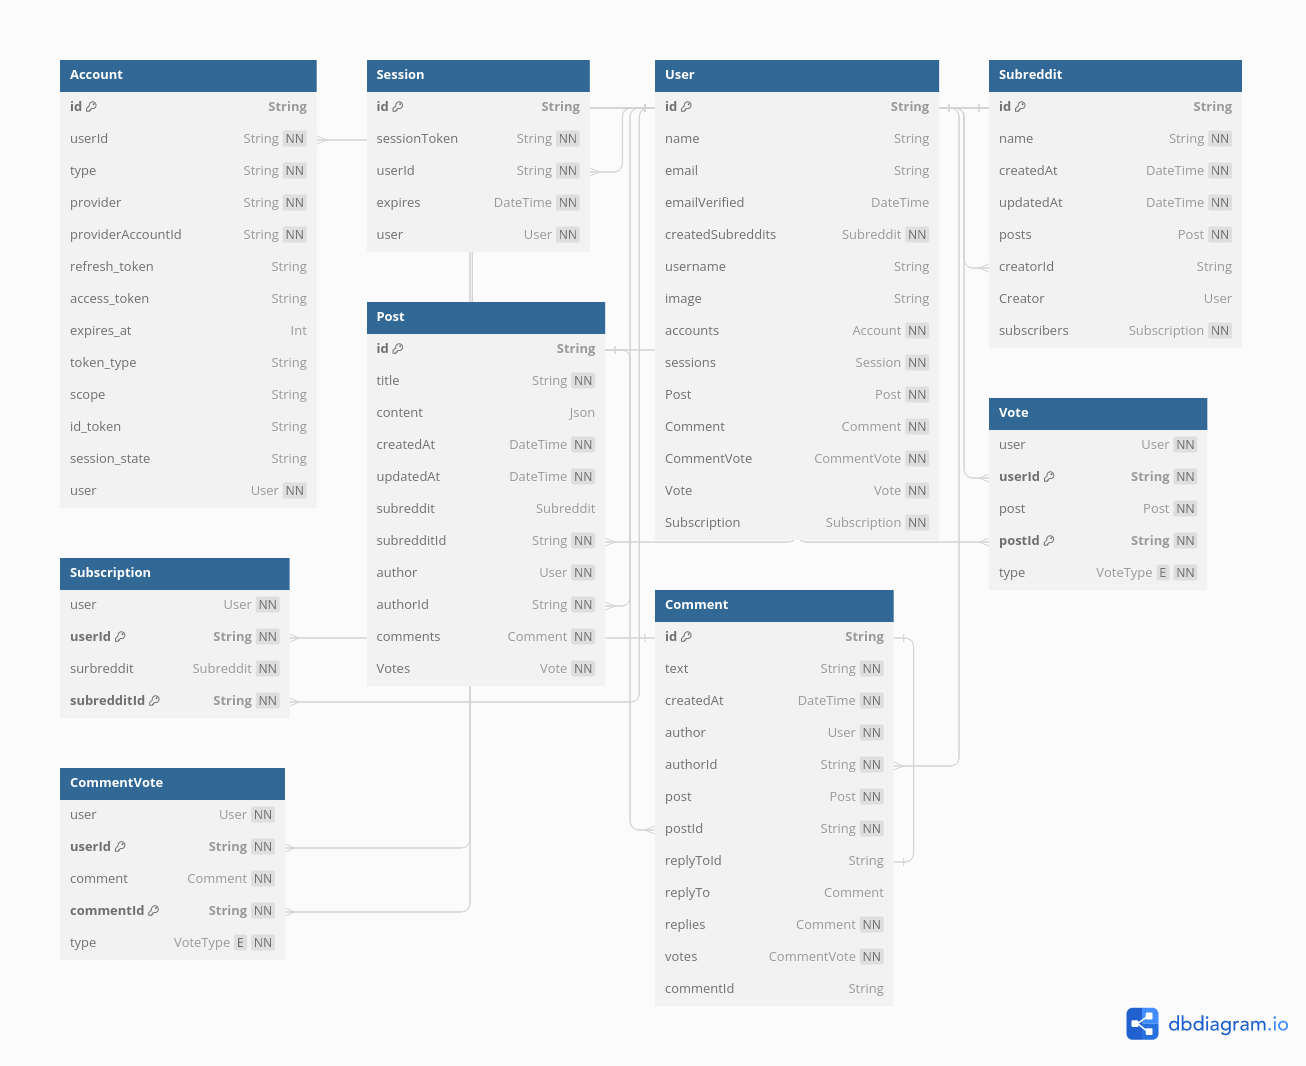 Account
id String
userId String NN
type String NN
provider String NN
providerAccountId String NN
refresh_token String
access_token String
expires_at Int
token_type String
scope String
id_token String
session_state String
user User NN
Session
id String
sessionToken String NN
userId String NN
expires DateTime NN
user User NN
User
id String
name String
email String
emailVerified DateTime
createdSubreddits Subreddit NN
username String
image String
accounts Account NN
sessions Session NN
Post Post NN
Comment Comment NN
CommentVote CommentVote NN
Vote Vote NN
Subscription Subscription NN
Subreddit
id String
name String NN
createdAt DateTime NN
updatedAt DateTime NN
posts Post NN
creatorId String
Creator User
subscribers Subscription NN
Post
id String
title String NN
content Json
createdAt DateTime NN
updatedAt DateTime NN
subreddit Subreddit
subredditId String NN
author User NN
authorId String NN
comments Comment NN
Votes Vote NN
Vote
user User NN
userId String NN
post Post NN
postId String NN
type VoteType E NN
Subscription
user User NN
userId String NN
surbreddit Subreddit NN
subredditId String NN
Comment
id String
text String NN
createdAt DateTime NN
author User NN
authorId String NN
post Post NN
postId String NN
replyToId String
replyTo Comment
replies Comment NN
votes CommentVote NN
commentId String
CommentVote
user User NN
userId String NN
comment Comment NN
commentId String NN
type VoteType E NN
dbdiagram.io